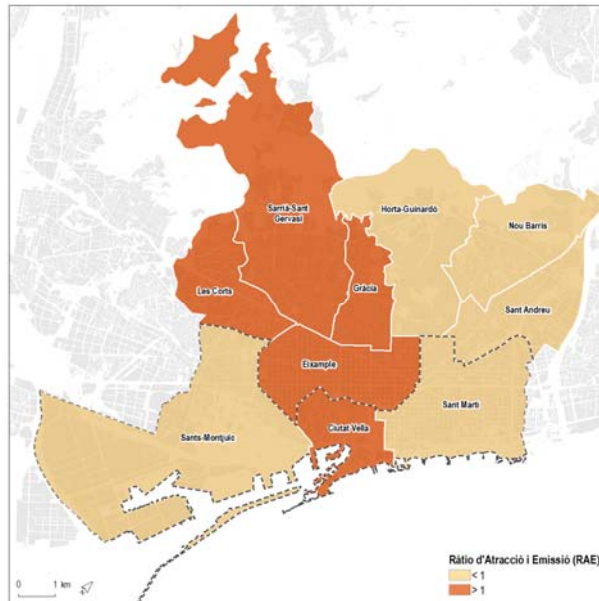 Sarrià-Sant
Gervasi
Horta-Guinardó
Nou Barris
Les Corts
Gràcia
Sant Andreu
Eixample
Sant Martí
Ciutat Vella
Sants-Montjuïc
Ràtio d'Atracció i Emissió (RAE)
< 1
> 1
0 1 km